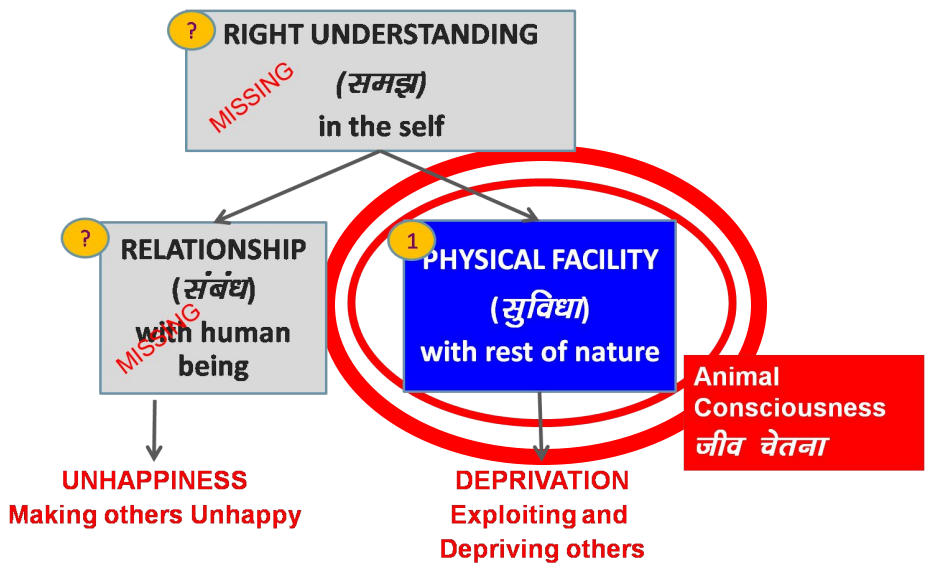 ?
RIGHT UNDERSTANDING
MISSING
(समझ)
in the self
?
RELATIONSHIP
(संबंध)
MISSING
with human
being
1
PHYSICAL FACILITY
(सुविधा)
with rest of nature
Animal
Consciousness
जीव चेतना
UNHAPPINESS
Making others Unhappy
DEPRIVATION
Exploiting and
Depriving others